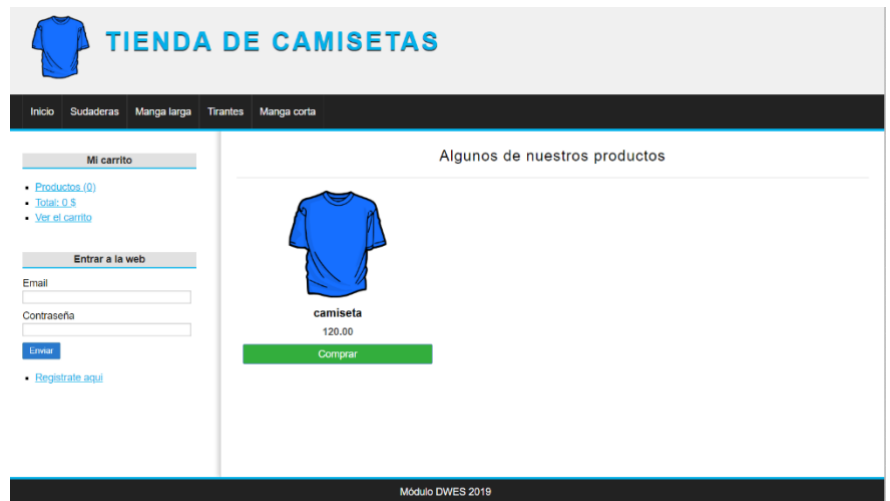 TIENDA DE CAMISETAS
Inicio Sudaderas Manga larga Tirantes Manga corta
Mi carrito
Productos (0)
Total: 0 $
Ver el carrito
Entrar a la web
Email
Contraseña
Enviar
Registrate aqui
Algunos de nuestros productos
camiseta
120.00
Comprar
Módulo DWES 2019